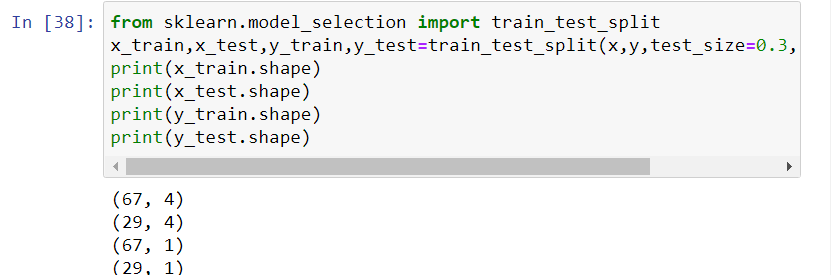 In [38]: from sklearn.model_selection import train_test_split
x_train,x_test,y_train,y_test=train_test_split(x,y,test_size=0.3,
print(x_train.shape)
print(x_test.shape)
print(y_train.shape)
print(y_test.shape)
(67, 4)
(29, 4)
(67, 1)
(29, 1)